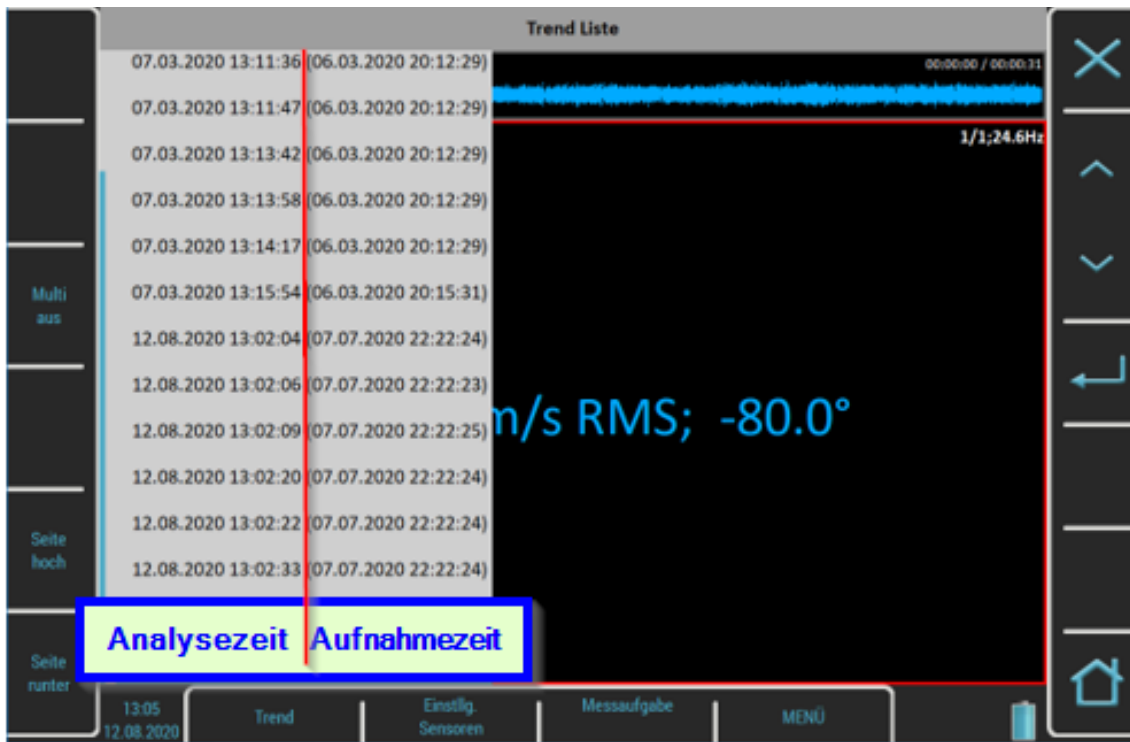 Trend Liste
07.03.2020 13:11:36 (06.03.2020 20:12:29)
07.03.2020 13:11:47 (06.03.2020 20:12:29)
07.03.2020 13:13:42 (06.03.2020 20:12:29)
07.03.2020 13:13:58 (06.03.2020 20:12:29)
07.03.2020 13:14:17 (06.03.2020 20:12:29)
07.03.2020 13:15:54 (06.03.2020 20:15:31)
12.08.2020 13:02:04 (07.07.2020 22:22:24)
12.08.2020 13:02:06 (07.07.2020 22:22:23)
12.08.2020 13:02:09 (07.07.2020 22:22:25)
12.08.2020 13:02:20 (07.07.2020 22:22:24)
12.08.2020 13:02:22 (07.07.2020 22:22:24)
12.08.2020 13:02:33 (07.07.2020 22:22:24)
Analysezeit Aufnahmezeit
00:00:00 / 00:00:31
1/1;24.6Hz
m/s RMS; -80.0°
Multi
aus
Seite
hoch
Seite
runter
13:05
12.08.2020
Trend
Einstllg.
Sensoren
Messaufgabe
MENÜ